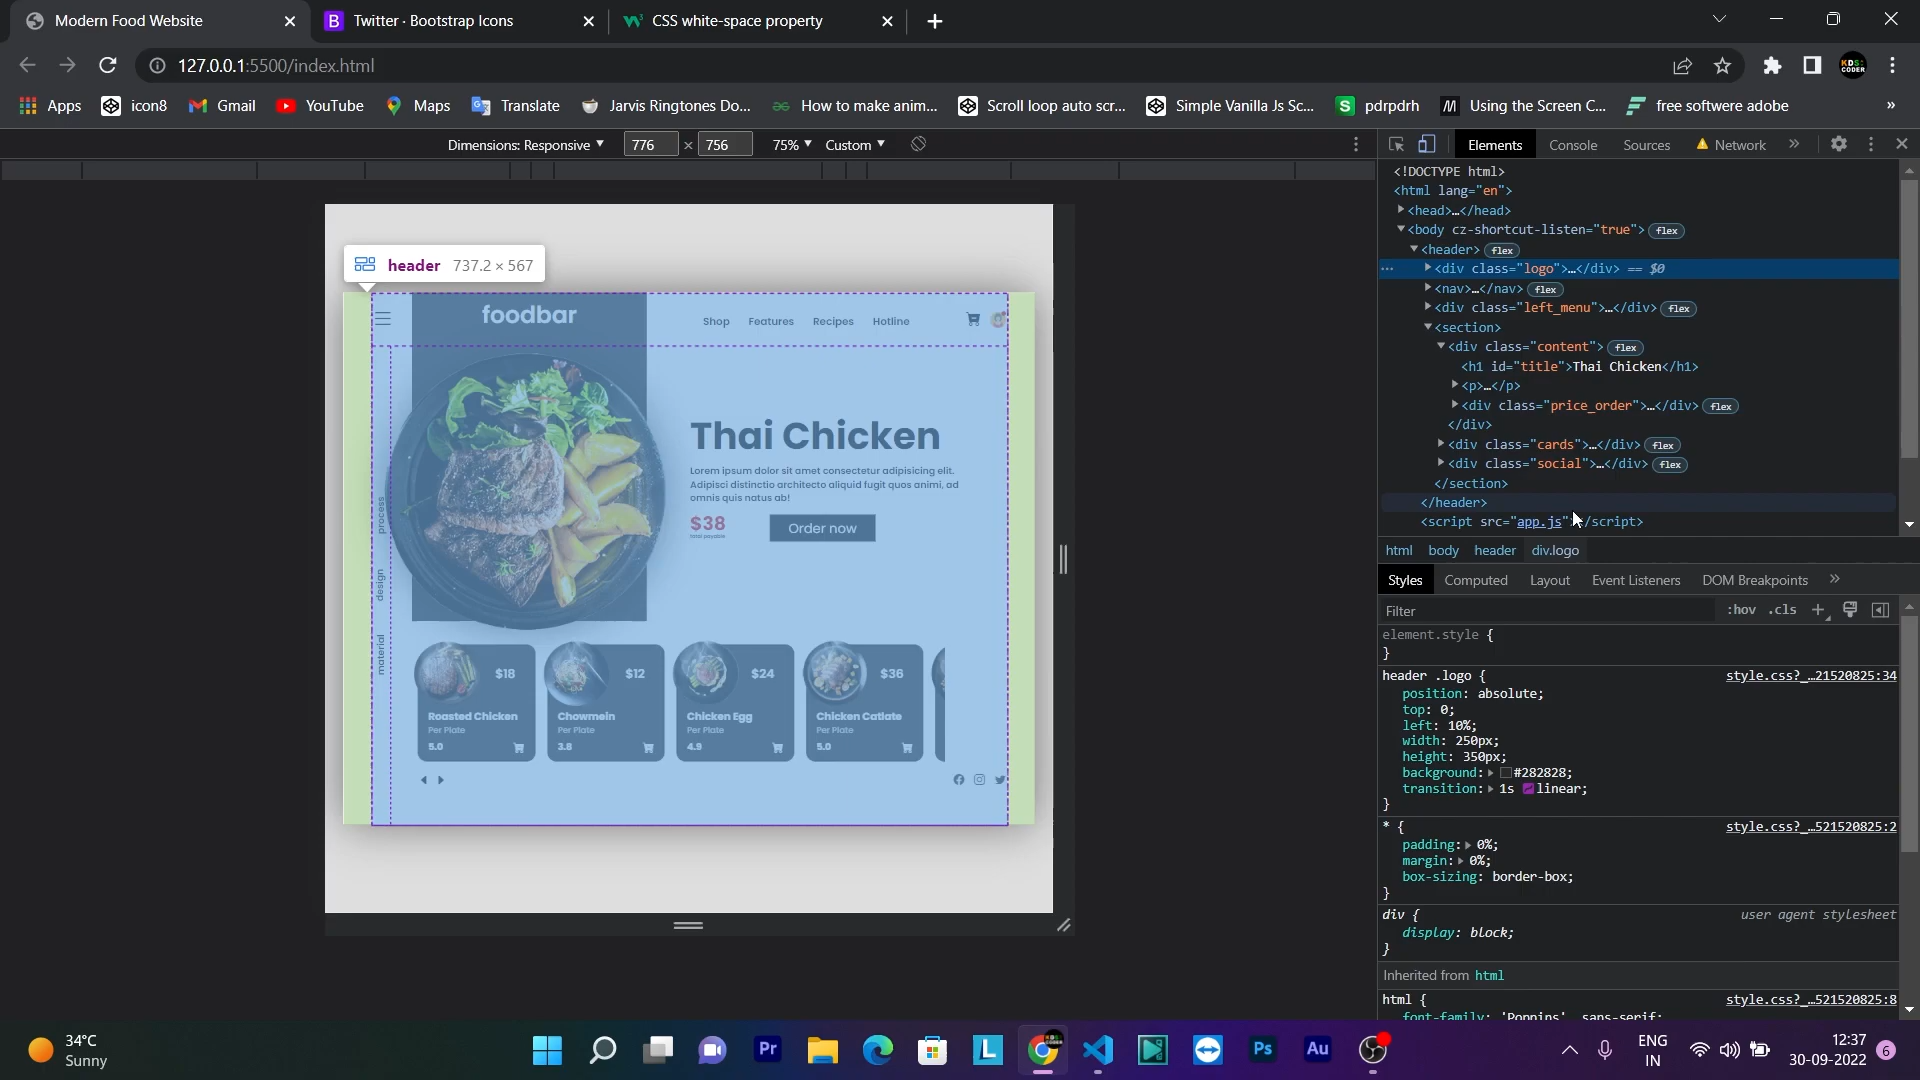 Modern Food Website
Twitter · Bootstrap Icons
CSS white-space property
127.0.0.1:5500/index.html
KDS: CODER
Apps
icon8
Gmail
YouTube
Maps
Translate
Jarvis Ringtones Do...
How to make anim...
Scroll loop auto scr...
Simple Vanilla Js Sc...
pdrpdrh
Using the Screen C...
free softwere adobe
»
Dimensions: Responsive
776 × 756
75%
Custom
Elements
Console
Sources
Network
»
<!DOCTYPE html>
<html lang="en">
<head>…</head>
<body cz-shortcut-listen="true"> flex
<header> flex
<div class="logo">…</div> == $0
<nav>…</nav> flex
<div class="left_menu">…</div> flex
<section>
<div class="content"> flex
<h1 id="title">Thai Chicken</h1>
<p>…</p>
<div class="price_order">…</div> flex
</div>
<div class="cards">…</div> flex
<div class="social">…</div> flex
</section>
</header>
<script src="app.js"></script>
html body header div.logo
Styles Computed Layout Event Listeners DOM Breakpoints »
Filter
:hov .cls
element.style {
}
header .logo { style.css?_…21520825:34
position: absolute;
top: 0;
left: 10%;
width: 250px;
height: 350px;
background: #282828;
transition: 1s linear;
}
* { style.css?_…521520825:2
padding: 0%;
margin: 0%;
box-sizing: border-box;
}
div { user agent stylesheet
display: block;
}
Inherited from html
html { style.css?_…521520825:8
font-family: 'Poppins', sans-serif;
header 737.2 × 567
foodbar
Shop
Features
Recipes
Hotline
process
design
material
Thai Chicken
Lorem ipsum dolor sit amet consectetur adipisicing elit.
Adipisci distinctio architecto aliquid fugit quos animi, ad
omnis quis natus ab!
$38
total payable
Order now
$18
Roasted Chicken
Per Plate
5.0
$12
Chowmein
Per Plate
3.8
$24
Chicken Egg
Per Plate
4.9
$36
Chicken Catlate
Per Plate
5.0
34°C
Sunny
Pr
L
Ps
Au
ENG
IN
12:37
30-09-2022
6